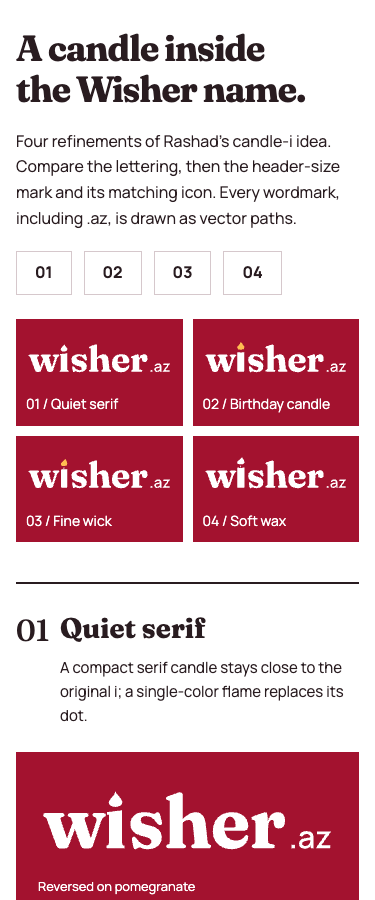 A candle inside
the Wisher name.
Four refinements of Rashad's candle-i idea.
Compare the lettering, then the header-size
mark and its matching icon. Every wordmark,
including .az, is drawn as vector paths.
01
02
03
04
wisher.az
01 / Quiet serif
wisher.az
02 / Birthday candle
wisher.az
03 / Fine wick
wisher.az
04 / Soft wax
01 Quiet serif
A compact serif candle stays close to the
original i; a single-color flame replaces its
dot.
wisher.az
Reversed on pomegranate